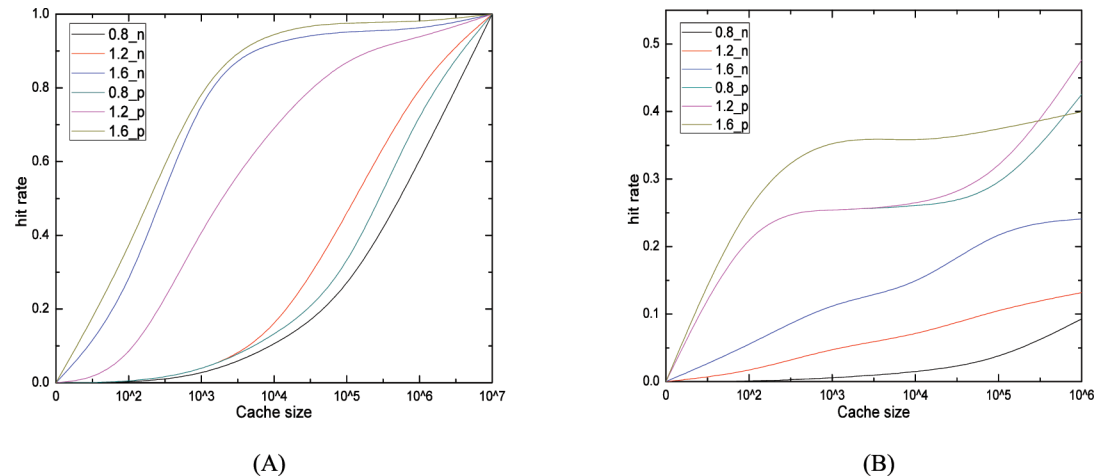 1.0
0.8
0.6
0.4
0.2
0.0
hit rate
0.8_n
1.2_n
1.6_n
0.8_p
1.2_p
1.6_p
0 10^2 10^3 10^4 10^5 10^6 10^7
Cache size
(A)
0.5
0.4
0.3
0.2
0.1
0.0
hit rate
0.8_n
1.2_n
1.6_n
0.8_p
1.2_p
1.6_p
0 10^2 10^3 10^4 10^5 10^6
Cache size
(B)